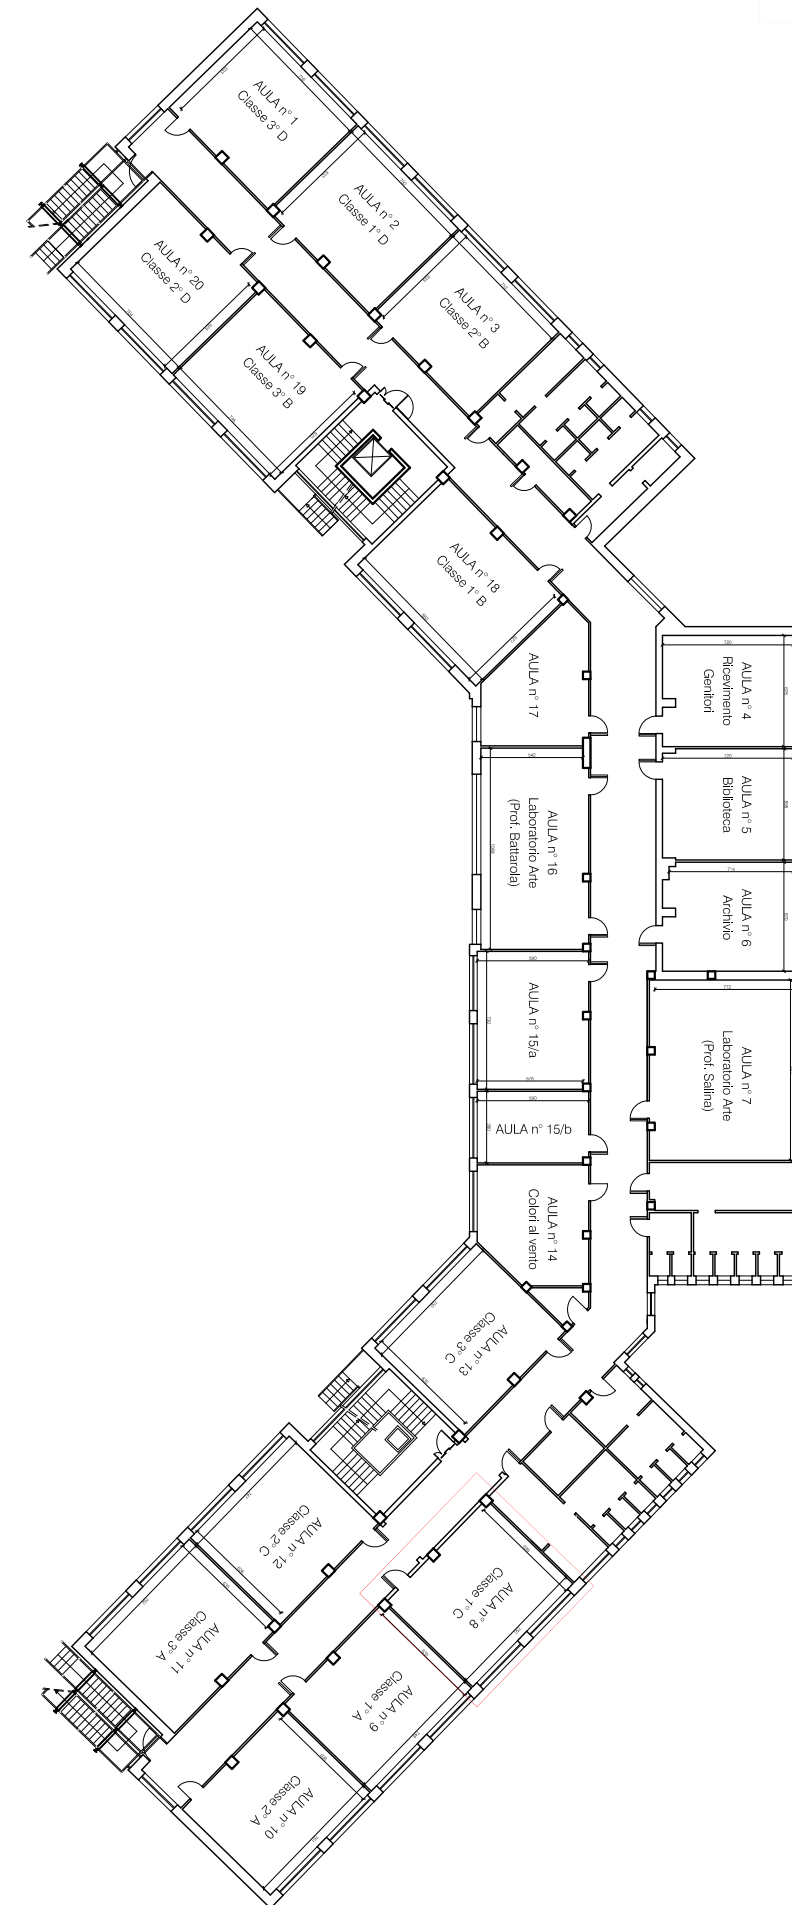 AULA n° 1
Classe 3° D
AULA n° 2
Classe 1° D
AULA n° 3
Classe 2° B
AULA n° 20
Classe 2° D
AULA n° 19
Classe 3° B
AULA n° 18
Classe 1° B
AULA n° 17
AULA n° 4
Ricevimento
Genitori
AULA n° 5
Biblioteca
AULA n° 16
Laboratorio Arte
(Prof. Battarola)
AULA n° 6
Archivio
AULA n° 15/a
AULA n° 7
Laboratorio Arte
(Prof. Salina)
AULA n° 15/b
AULA n° 14
Colori al vento
AULA n° 13
Classe 3° C
AULA n° 12
Classe 2° C
AULA n° 8
Classe 1° C
AULA n° 11
Classe 3° A
AULA n° 9
Classe 1° A
AULA n° 10
Classe 2° A